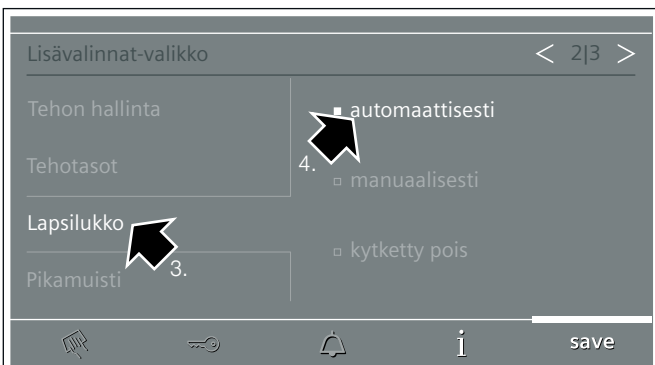 Lisävalinnat-valikko < 2|3 >
Tehon hallinta
Tehotasot
Lapsilukko
Pikamuisti
3.
automaattisesti
4.
manuaalisesti
kytketty pois
i
save